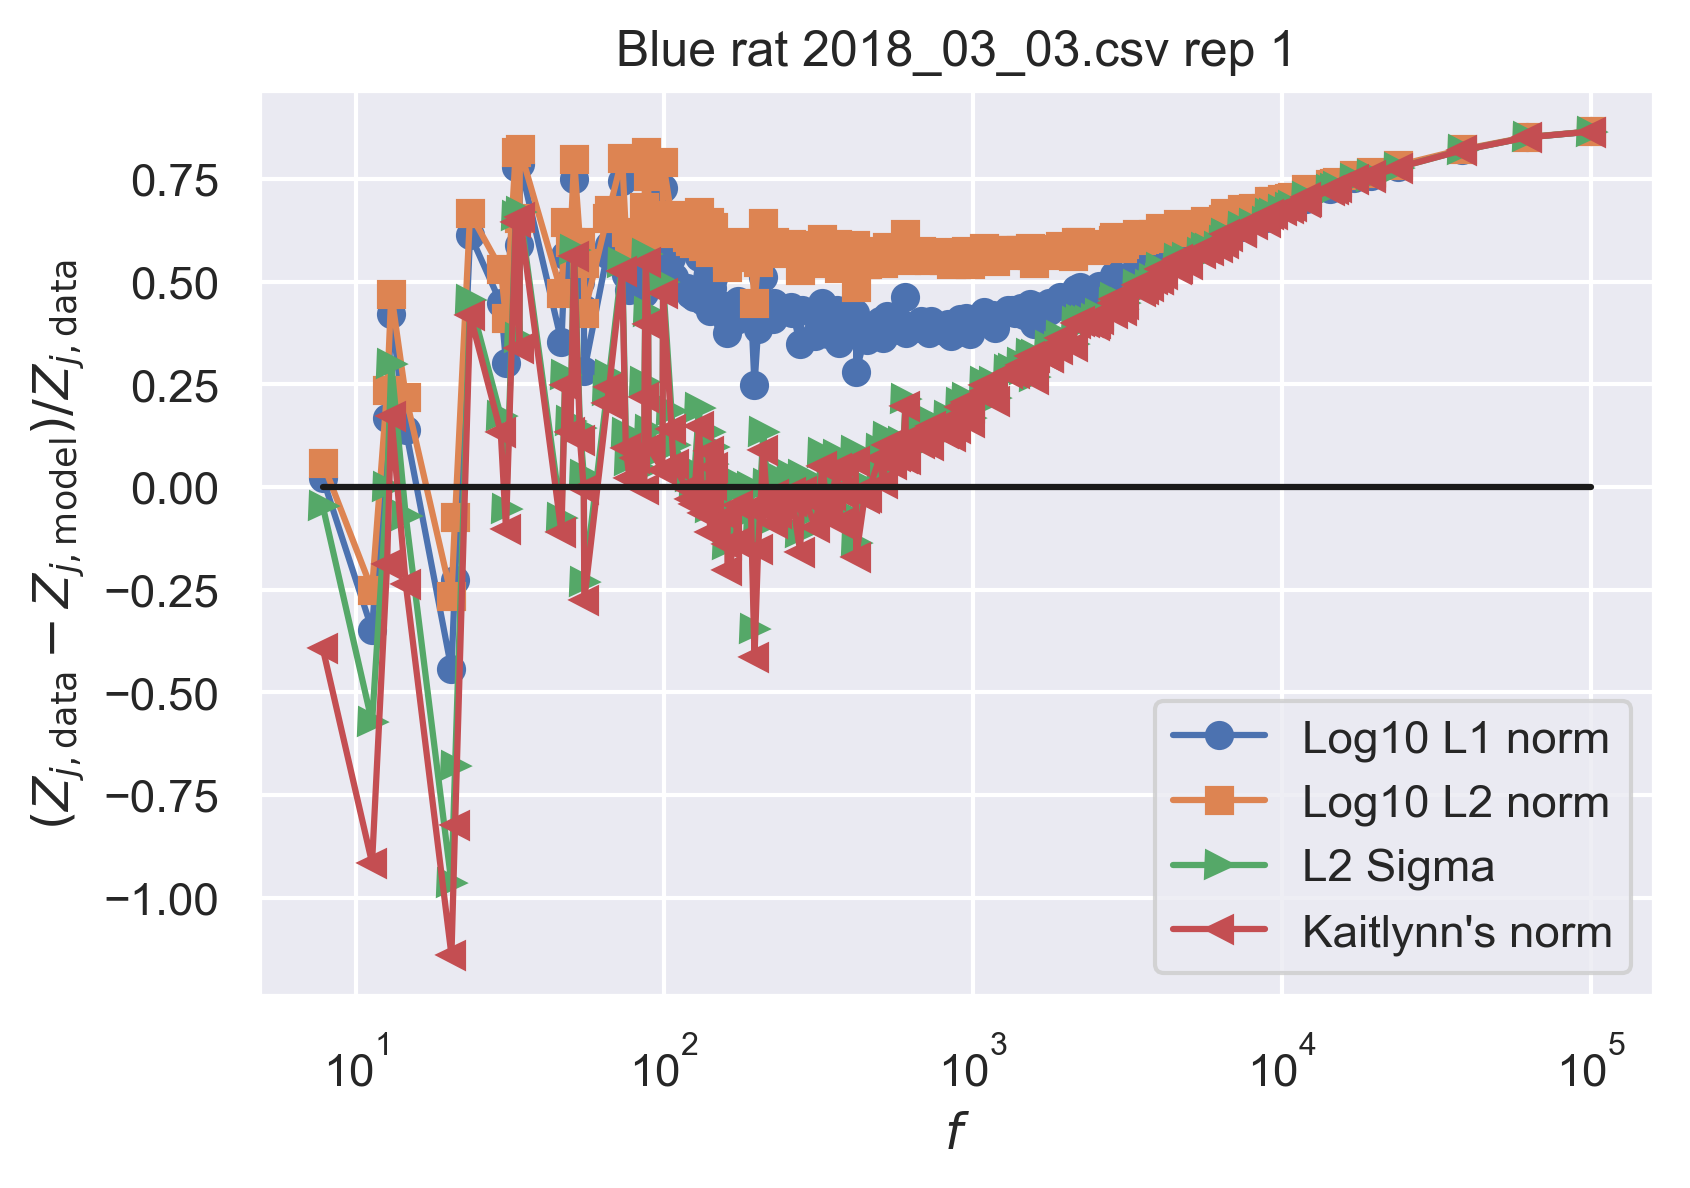 Blue rat 2018_03_03.csv rep 1
(Z_{j, data} − Z_{j, model})/Z_{j, data}
0.75
0.50
0.25
0.00
−0.25
−0.50
−0.75
−1.00
Log10 L1 norm
Log10 L2 norm
L2 Sigma
Kaitlynn's norm
10^1 10^2 10^3 10^4 10^5
f